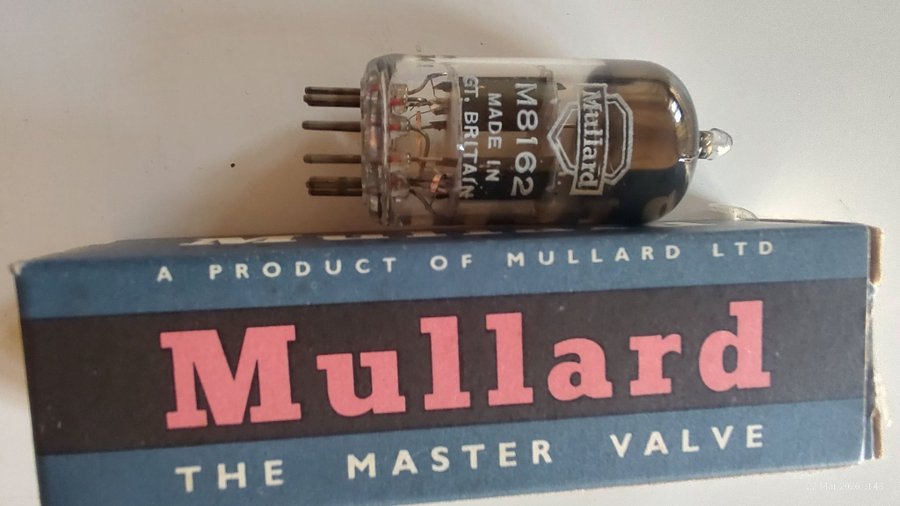 M8162
MADE IN
GT. BRITAIN
Mullard
A PRODUCT OF MULLARD LTD
Mullard
THE MASTER VALVE